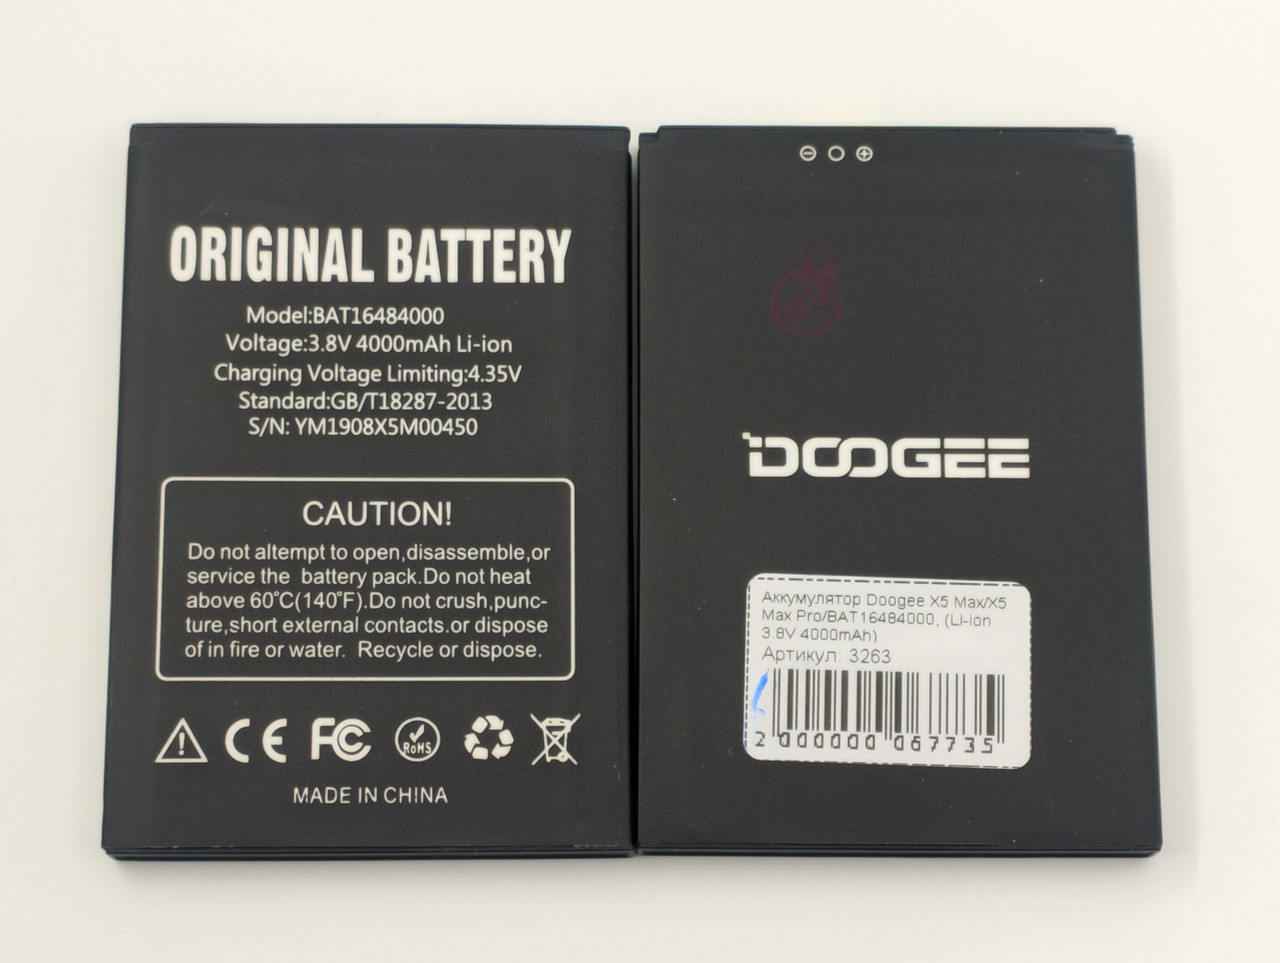 ORIGINAL BATTERY
Model:BAT16484000
Voltage:3.8V 4000mAh Li-ion
Charging Voltage Limiting:4.35V
Standard:GB/T18287-2013
S/N: YM1908X5M00450
CAUTION!
Do not altempt to open,disassemble,or
service the battery pack.Do not heat
above 60°C(140°F).Do not crush,punc-
ture,short external contacts.or dispose
of in fire or water. Recycle or dispose.
CE FC RoHS
MADE IN CHINA
DOOGEE
Аккумулятор Doogee X5 Max/X5
Max Pro/BAT16484000, (Li-Ion
3.8V 4000mAh)
Артикул: 3263
2 000000 067735